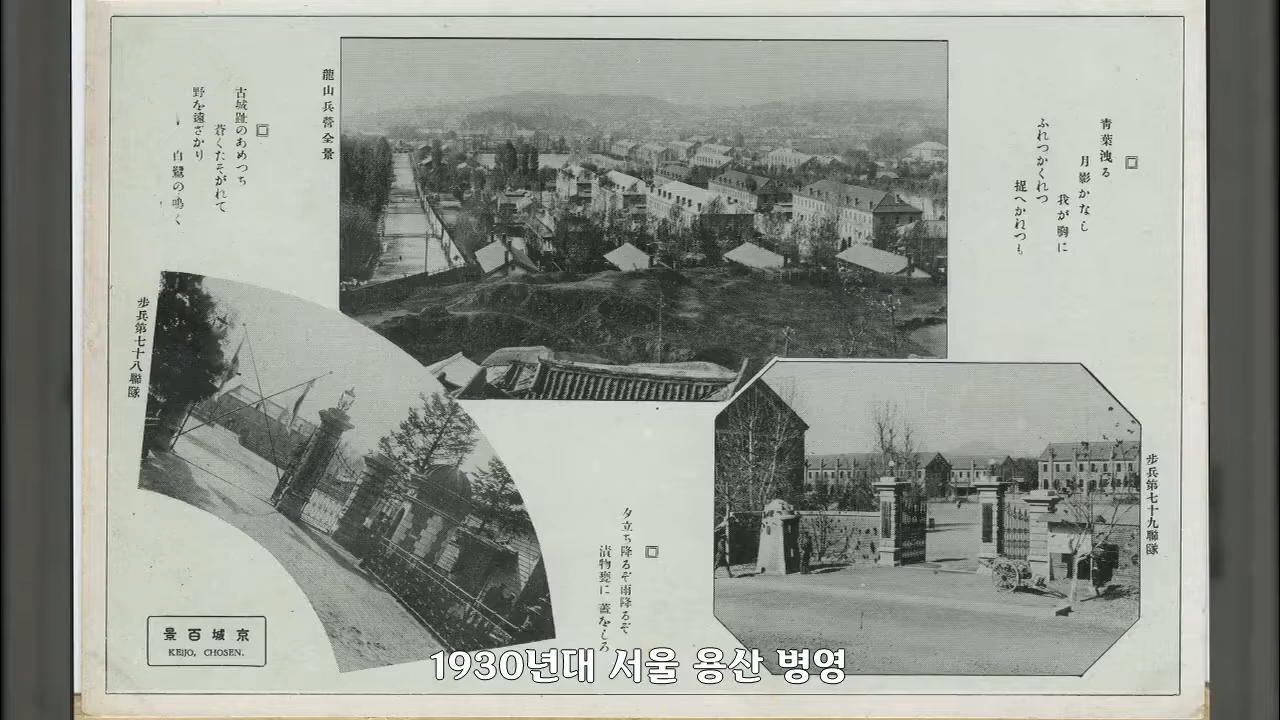 青葉洩る
月影かなし
我が胸に
ふれつかくれつ
捉へかねつも
龍山兵營全景
古城趾のあめつち
蒼くたそがれて
野を遠ざかり
白鷺の鳴く
歩兵第七十八聯隊
夕立ち降るぞ雨降るぞ
漬物甕に蓋をしろ
歩兵第七十九聯隊
景百城京
KEIJO, CHOSEN.
1930년대 서울 용산 병영